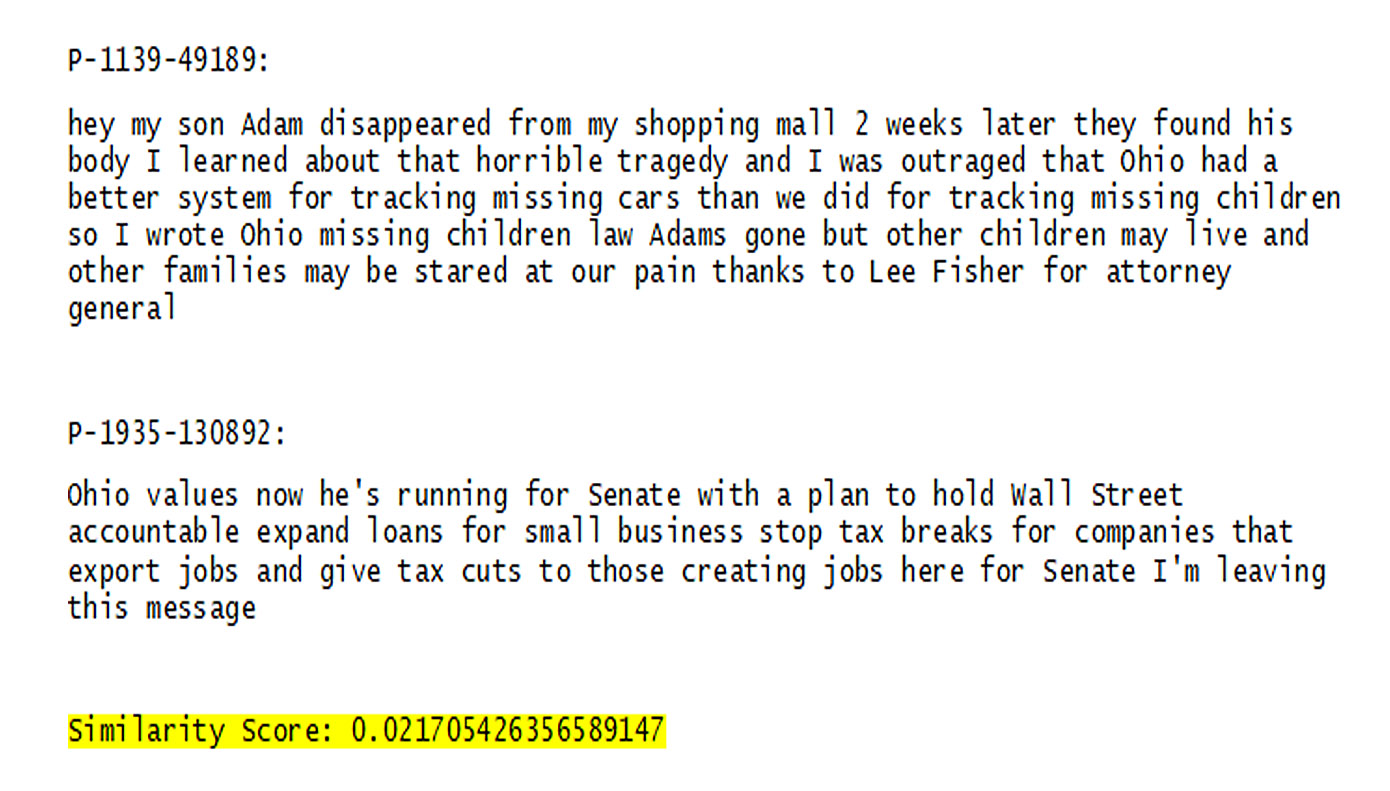 P-1139-49189:
hey my son Adam disappeared from my shopping mall 2 weeks later they found his
body I learned about that horrible tragedy and I was outraged that Ohio had a
better system for tracking missing cars than we did for tracking missing children
so I wrote Ohio missing children law Adams gone but other children may live and
other families may be stared at our pain thanks to Lee Fisher for attorney
general
P-1935-130892:
Ohio values now he's running for Senate with a plan to hold Wall Street
accountable expand loans for small business stop tax breaks for companies that
export jobs and give tax cuts to those creating jobs here for Senate I'm leaving
this message
Similarity Score: 0.021705426356589147